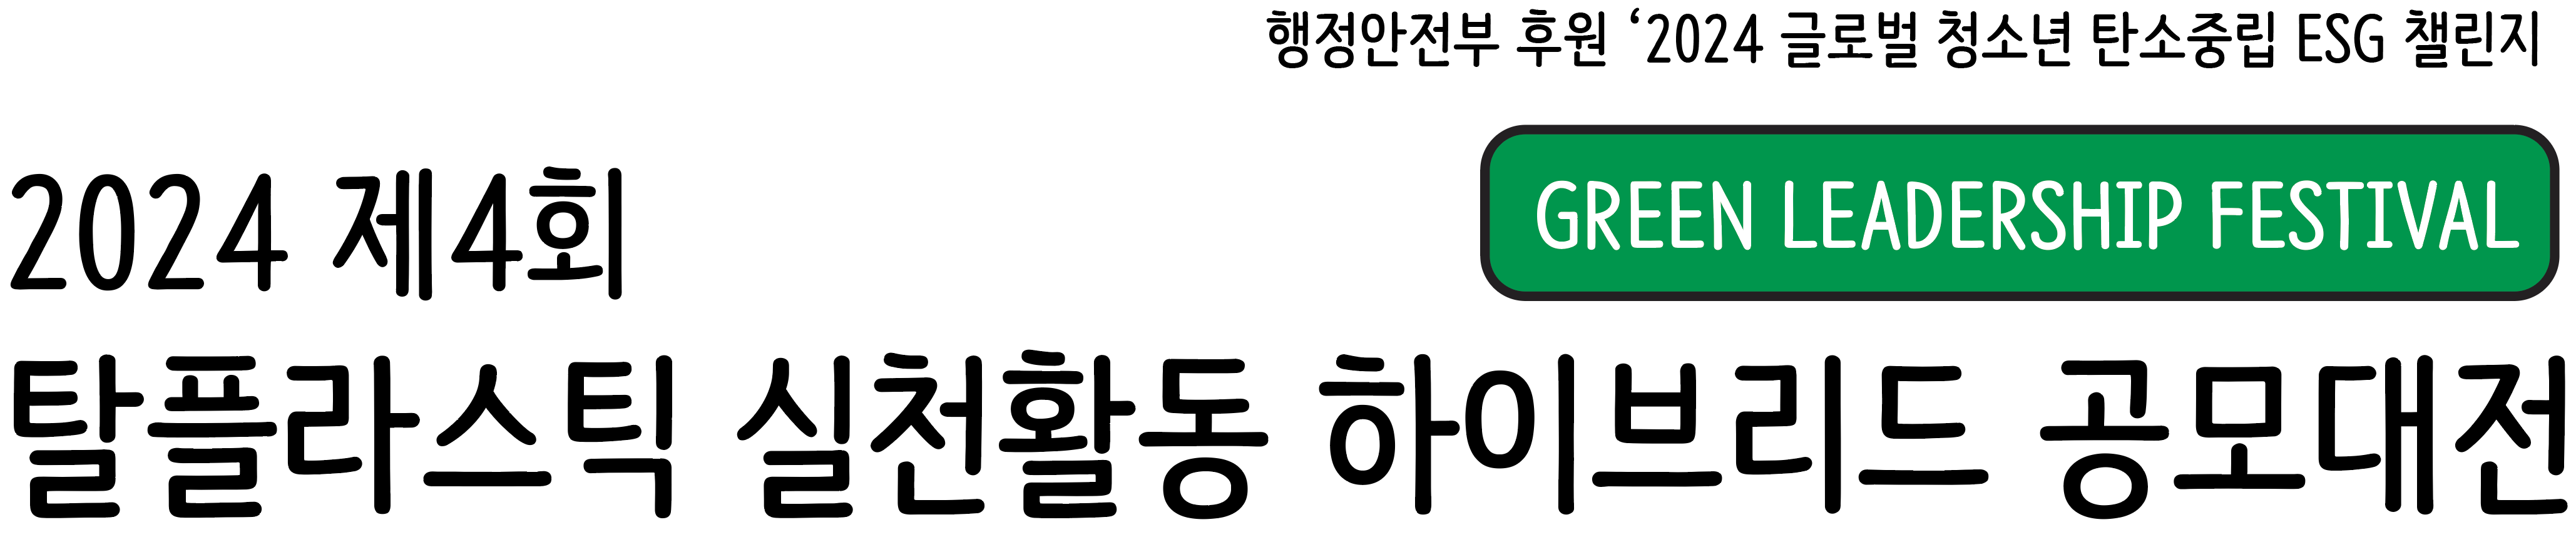 행정안전부 후원 ‘2024 글로벌 청소년 탄소중립 ESG 챌린지
GREEN LEADERSHIP FESTIVAL
2024 제4회
탈플라스틱 실천활동 하이브리드 공모대전